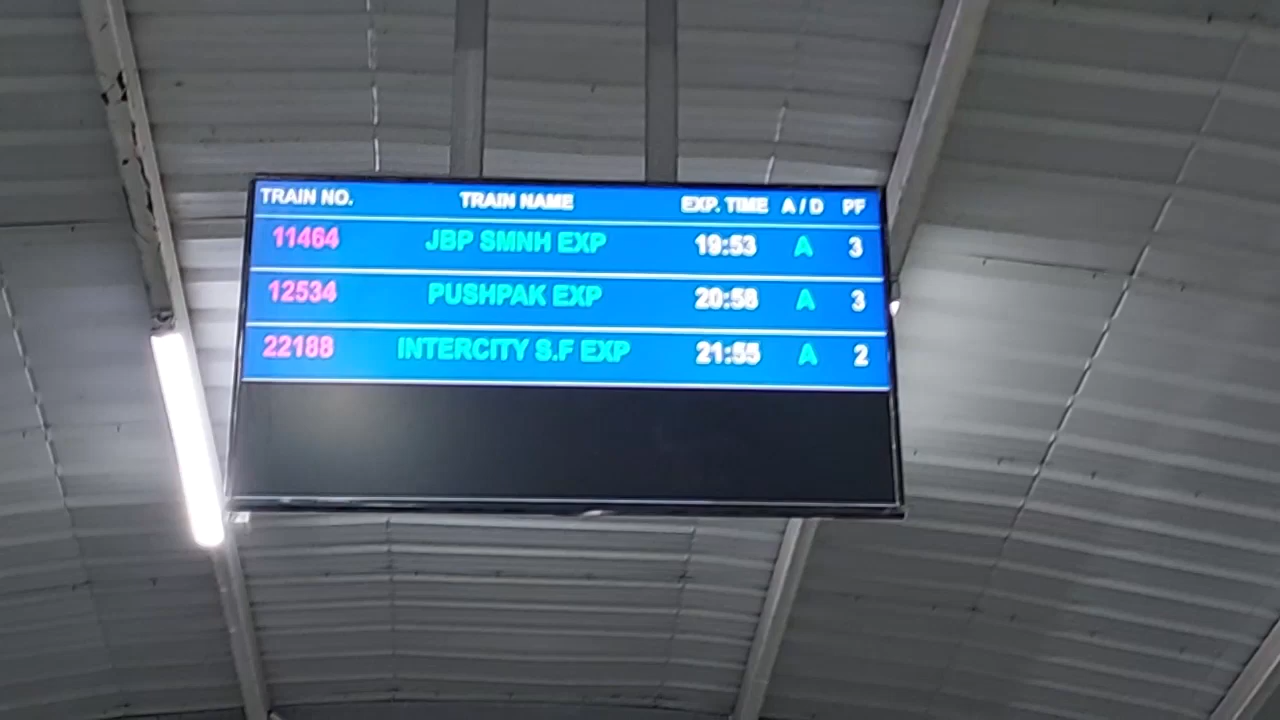 TRAIN NO. TRAIN NAME EXP. TIME A / D PF
11464 JBP SMNH EXP 19:53 A 3
12534 PUSHPAK EXP 20:58 A 3
22188 INTERCITY S.F EXP 21:55 A 2